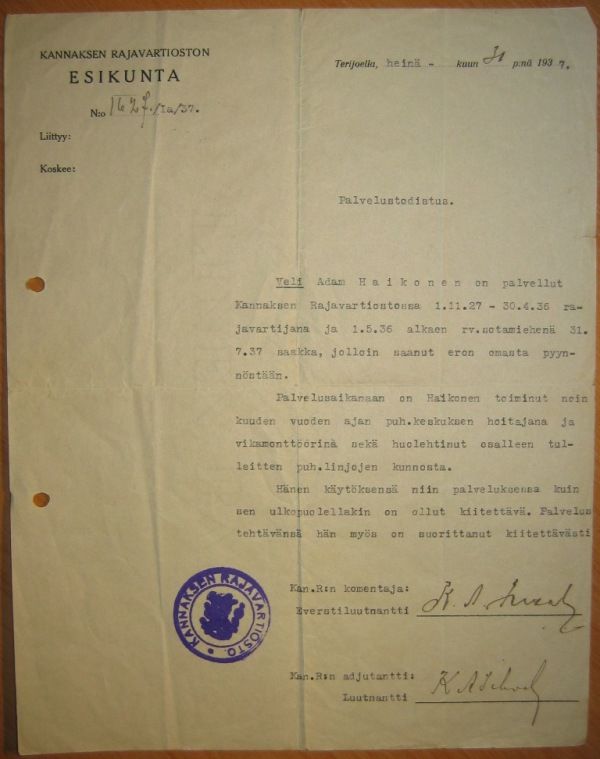 KANNAKSEN RAJAVARTIOSTON
ESIKUNTA
N:o 1627./Ia/37.
Liittyy:
Koskee:
Terijoella, heinä - kuun 31 p:nä 1937.
Palvelustodistus.
Veli Adam Haikonen on palvellut
Kannaksen Rajavartiostossa 1.11.27 - 30.4.36 ra-
javartijana ja 1.5.36 alkaen rv.sotamiehenä 31.
7.37 saakka, jolloin saanut eron omasta pyyn-
nöstään.
Palvelusaikanaan on Haikonen toiminut noin
kuuden vuoden ajan puh.keskuksen hoitajana ja
vikamonttöörinä sekä huolehtinut osalleen tul-
leitten puh.linjojen kunnosta.
Hänen käytöksensä niin palveluksessa kuin
sen ulkopuolellakin on ollut kiitettävä. Palvelus
tehtävänsä hän myös on suorittanut kiitettävästi
Kan.R:n komentaja:
Everstiluutnantti K. A.
Kan.R:n adjutantti:
Luutnantti
KANNAKSEN RAJAVARTIOSTO.